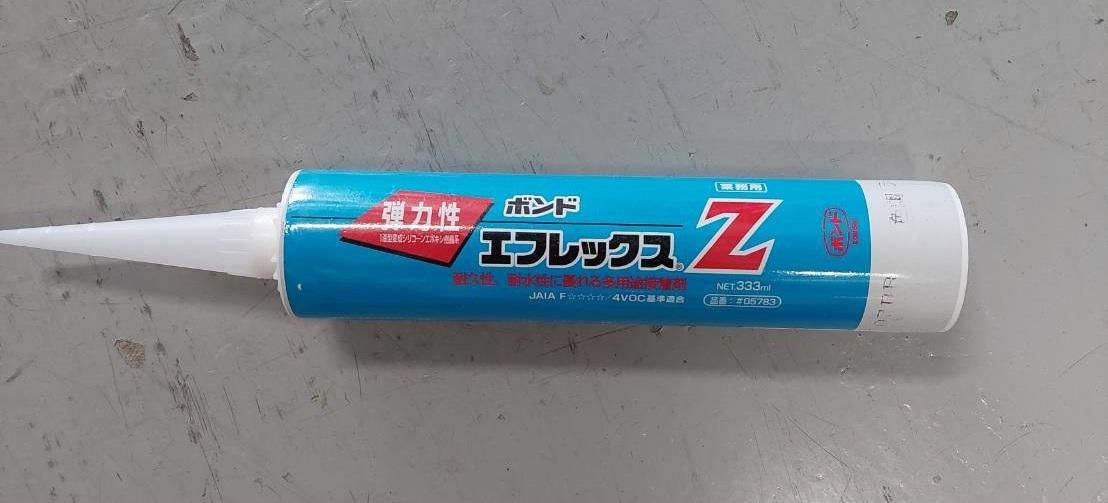 弾力性
1液型変成シリコーンエポキシ樹脂系
ボンド
エフレックス®
Z
業務用
耐久性、耐水性に優れる多用途接着剤
JAIA F☆☆☆☆/4VOC基準適合
NET.333ml
品番：#05783
ボンド